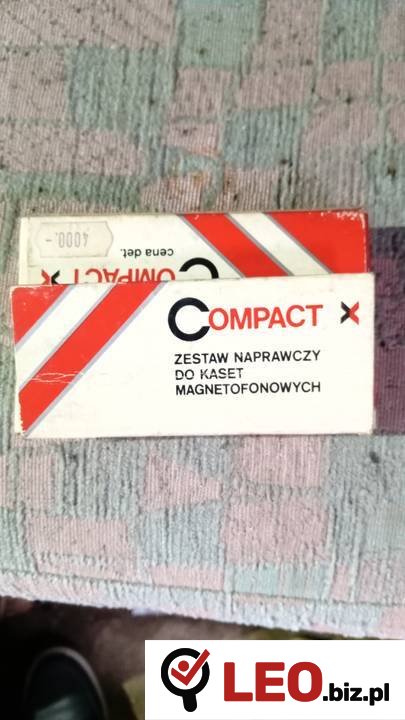 4000.-
cena det.
COMPACT X
COMPACT X
ZESTAW NAPRAWCZY
DO KASET
MAGNETOFONOWYCH
LEO.biz.pl